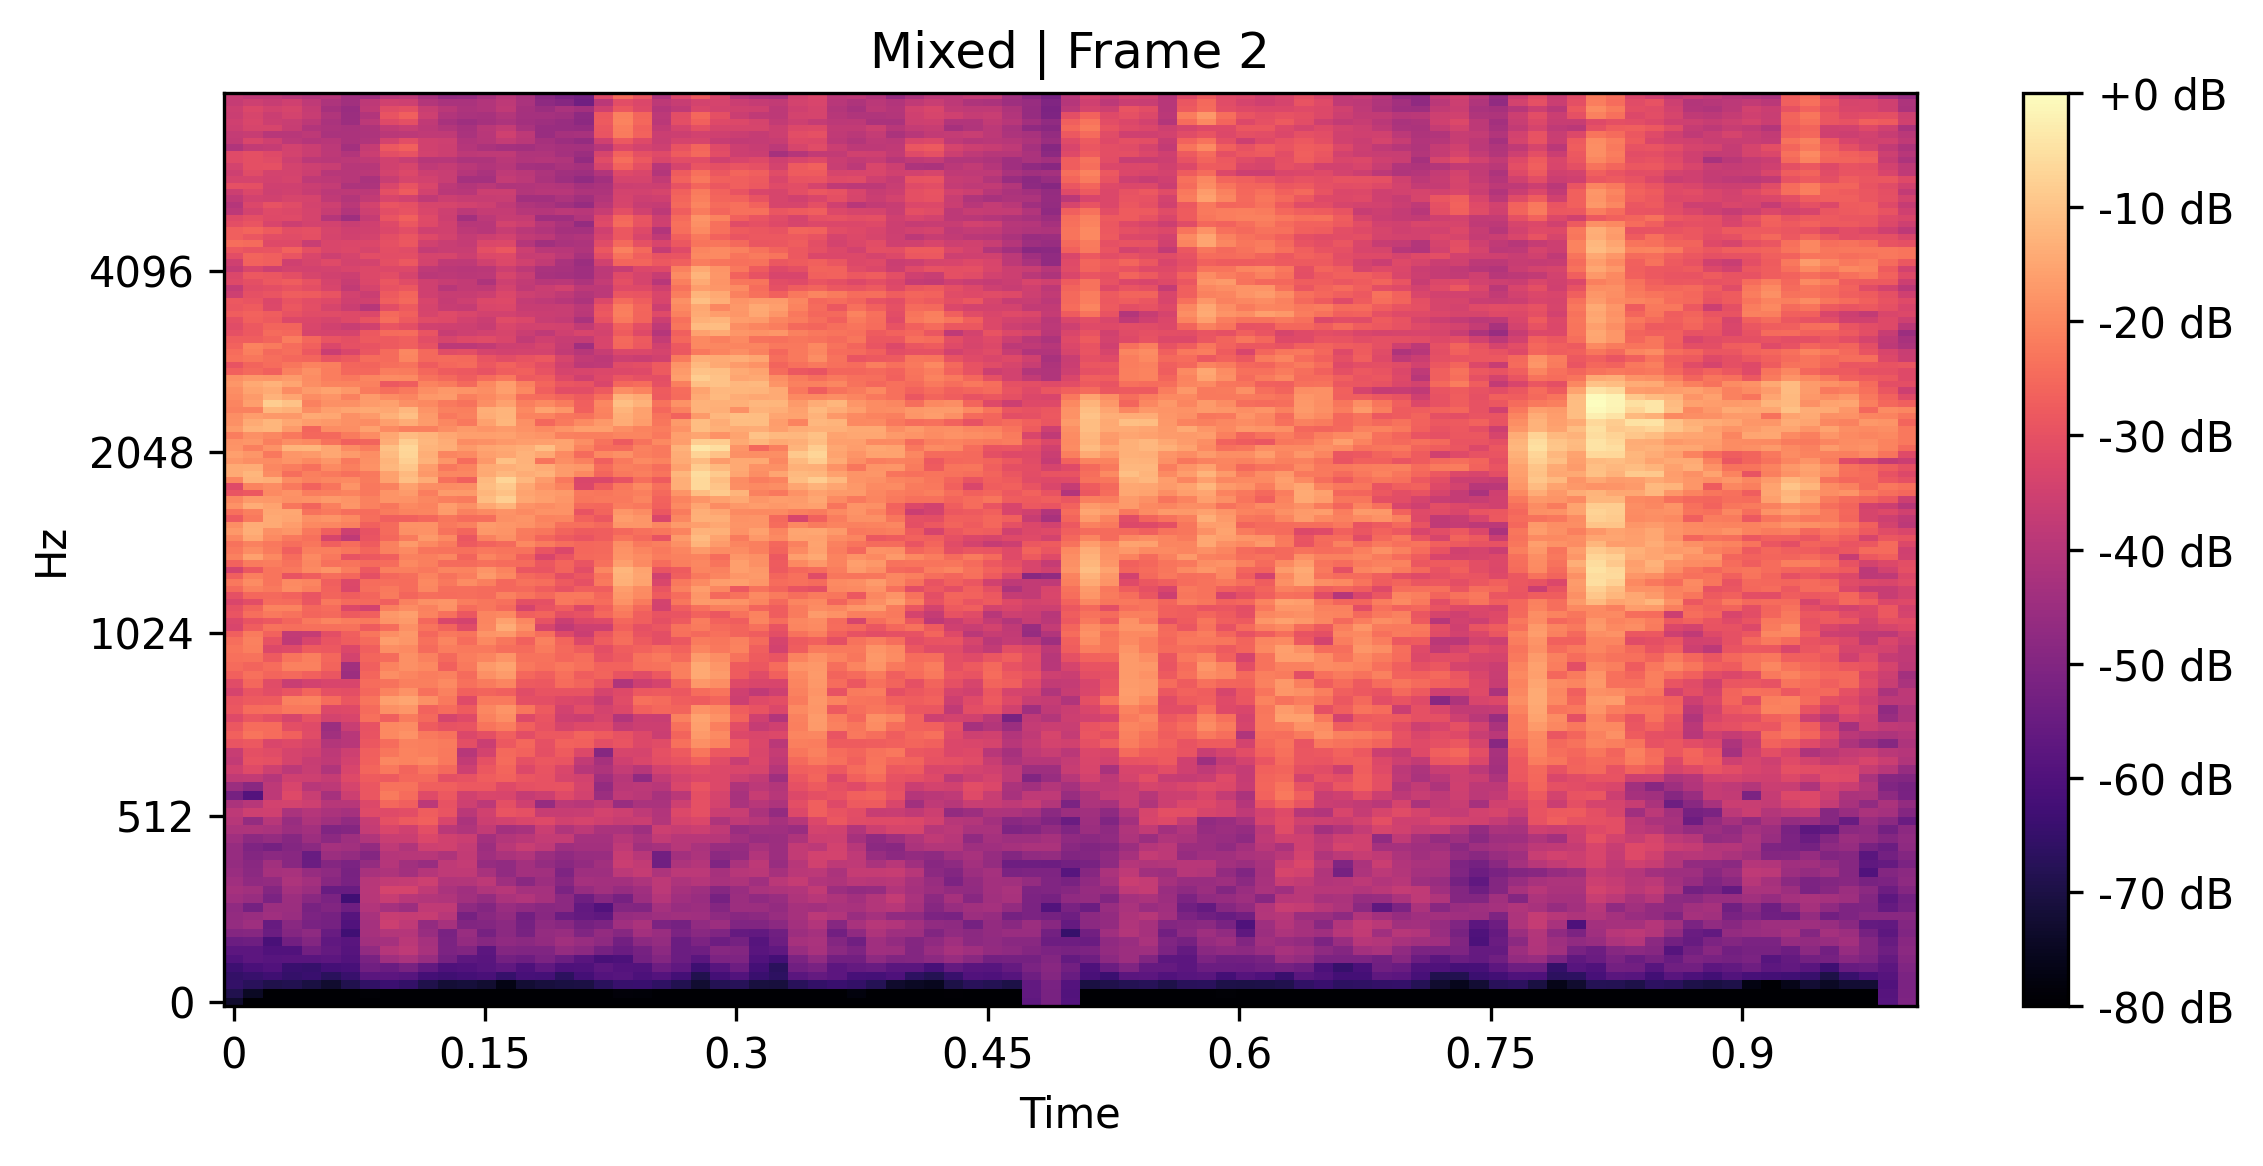 Mixed | Frame 2
+0 dB
-10 dB
-20 dB
-30 dB
-40 dB
-50 dB
-60 dB
-70 dB
-80 dB
Hz
4096
2048
1024
512
0
0 0.15 0.3 0.45 0.6 0.75 0.9
Time